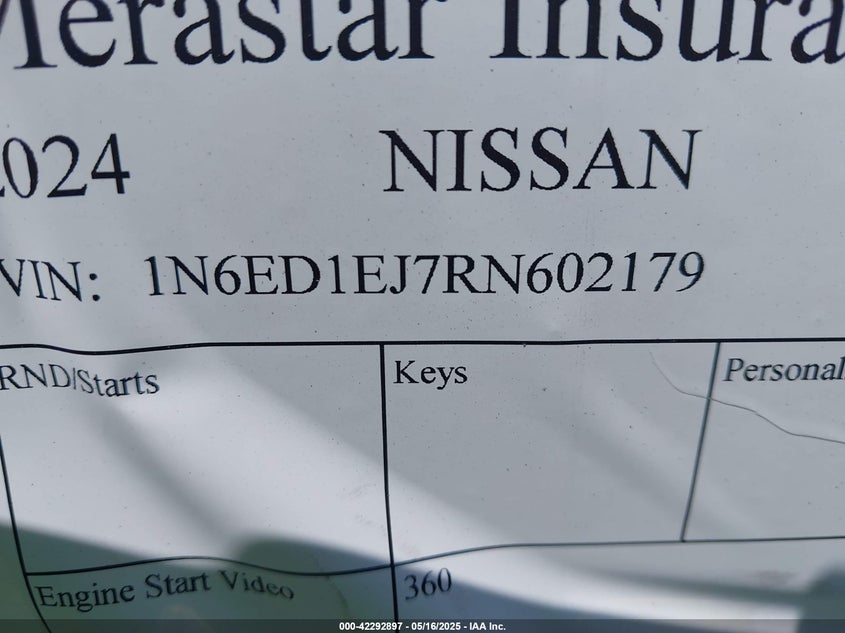 Merastar Insura
2024 NISSAN
VIN: 1N6ED1EJ7RN602179
RND/Starts Keys Personal
Engine Start Video 360
000-42292897 - 05/16/2025 - IAA Inc.